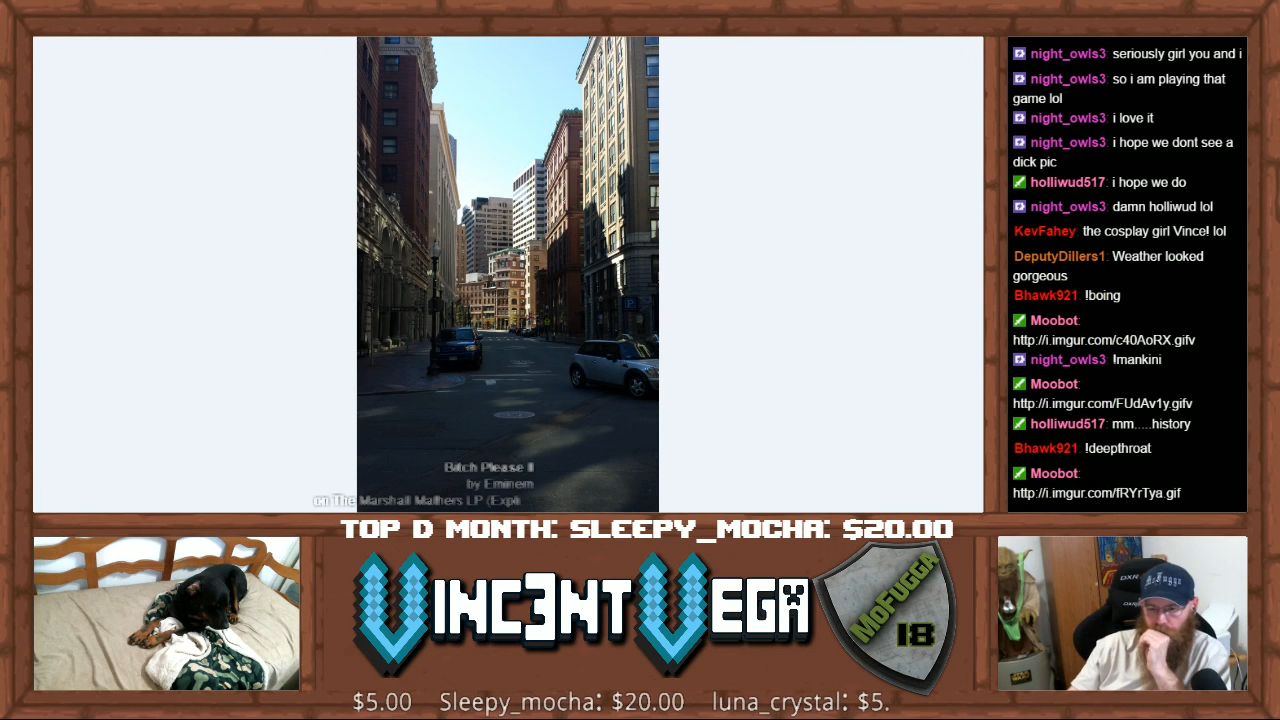 night_owls3: seriously girl you and i
night_owls3: so i am playing that
game lol
night_owls3: i love it
night_owls3: i hope we dont see a
dick pic
holliwud517: i hope we do
night_owls3: damn holliwud lol
KevFahey: the cosplay girl Vince! lol
DeputyDillers1: Weather looked
gorgeous
Bhawk921: !boing
Moobot:
http://i.imgur.com/c40AoRX.gifv
night_owls3: !mankini
Moobot:
http://i.imgur.com/FUdAv1y.gifv
holliwud517: mm.....history
Bhawk921: !deepthroat
Moobot:
http://i.imgur.com/fRYrTya.gif
Bitch Please II
by Eminem
on The Marshall Mathers LP (Expli
TOP D MONTH: SLEEPY_MOCHA: $20.00
VINC3NTVEGA
MOFUGGA
18
DXR
$5.00 Sleepy_mocha: $20.00 luna_crystal: $5.